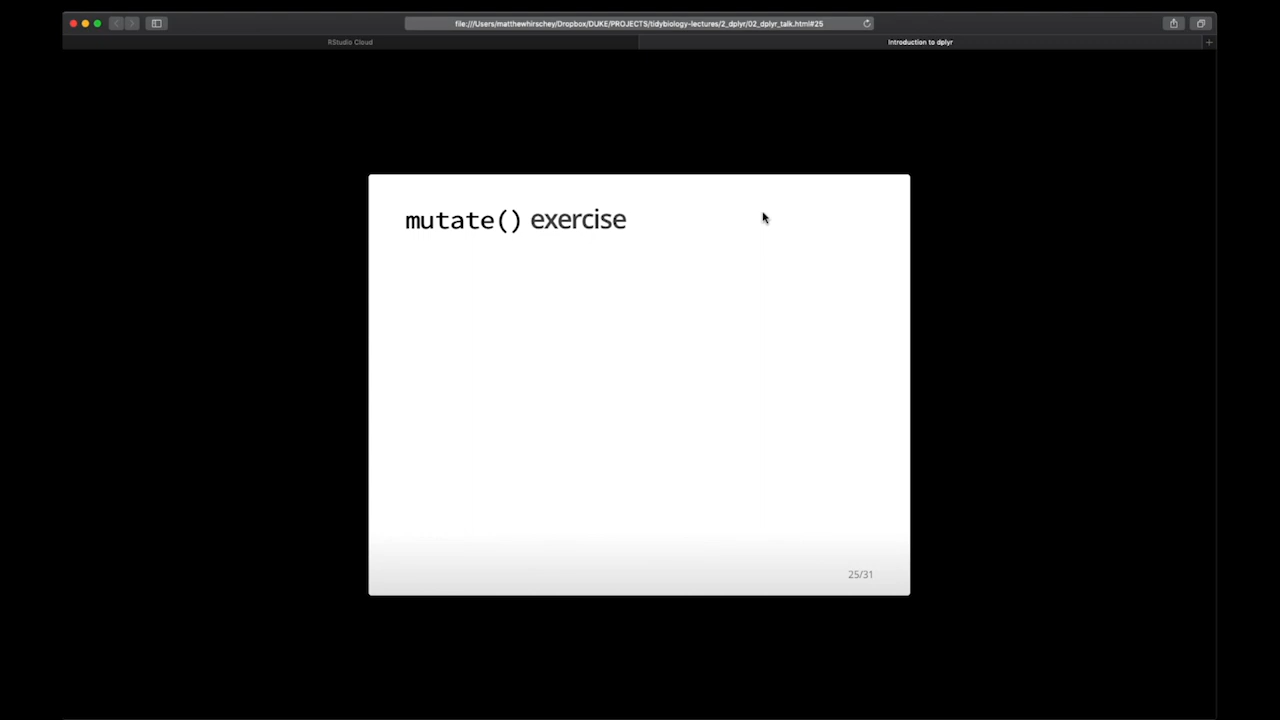 file:///Users/matthewhirschey/Dropbox/DUKE/PROJECTS/tidybiology-lectures/2_dplyr/02_dplyr_talk.html#25
RStudio Cloud
Introduction to dplyr
mutate() exercise
25/31